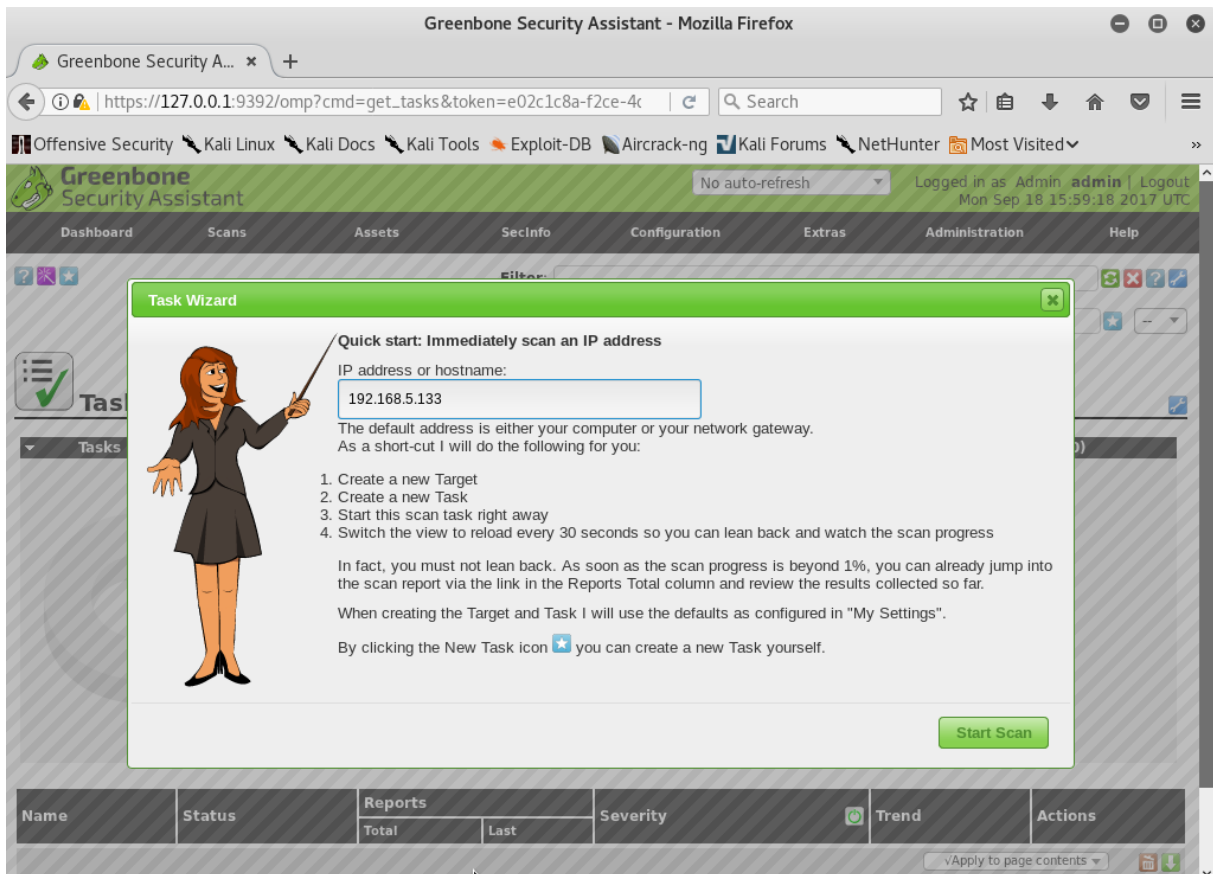 Greenbone Security Assistant - Mozilla Firefox
Greenbone Security A... × +
https://127.0.0.1:9392/omp?cmd=get_tasks&token=e02c1c8a-f2ce-4c
Search
Offensive Security Kali Linux Kali Docs Kali Tools Exploit-DB Aircrack-ng Kali Forums NetHunter Most Visited »
Greenbone
Security Assistant
No auto-refresh
Logged in as Admin admin | Logout
Mon Sep 18 15:59:18 2017 UTC
Dashboard Scans Assets SecInfo Configuration Extras Administration Help
Filter:
--
Task Wizard
Quick start: Immediately scan an IP address
IP address or hostname:
192.168.5.133
The default address is either your computer or your network gateway.
As a short-cut I will do the following for you:
1. Create a new Target
2. Create a new Task
3. Start this scan task right away
4. Switch the view to reload every 30 seconds so you can lean back and watch the scan progress
In fact, you must not lean back. As soon as the scan progress is beyond 1%, you can already jump into
the scan report via the link in the Reports Total column and review the results collected so far.
When creating the Target and Task I will use the defaults as configured in "My Settings".
By clicking the New Task icon you can create a new Task yourself.
Start Scan
Tas
Tasks
0)
Name Status Reports Severity Trend Actions
Total Last
√Apply to page contents